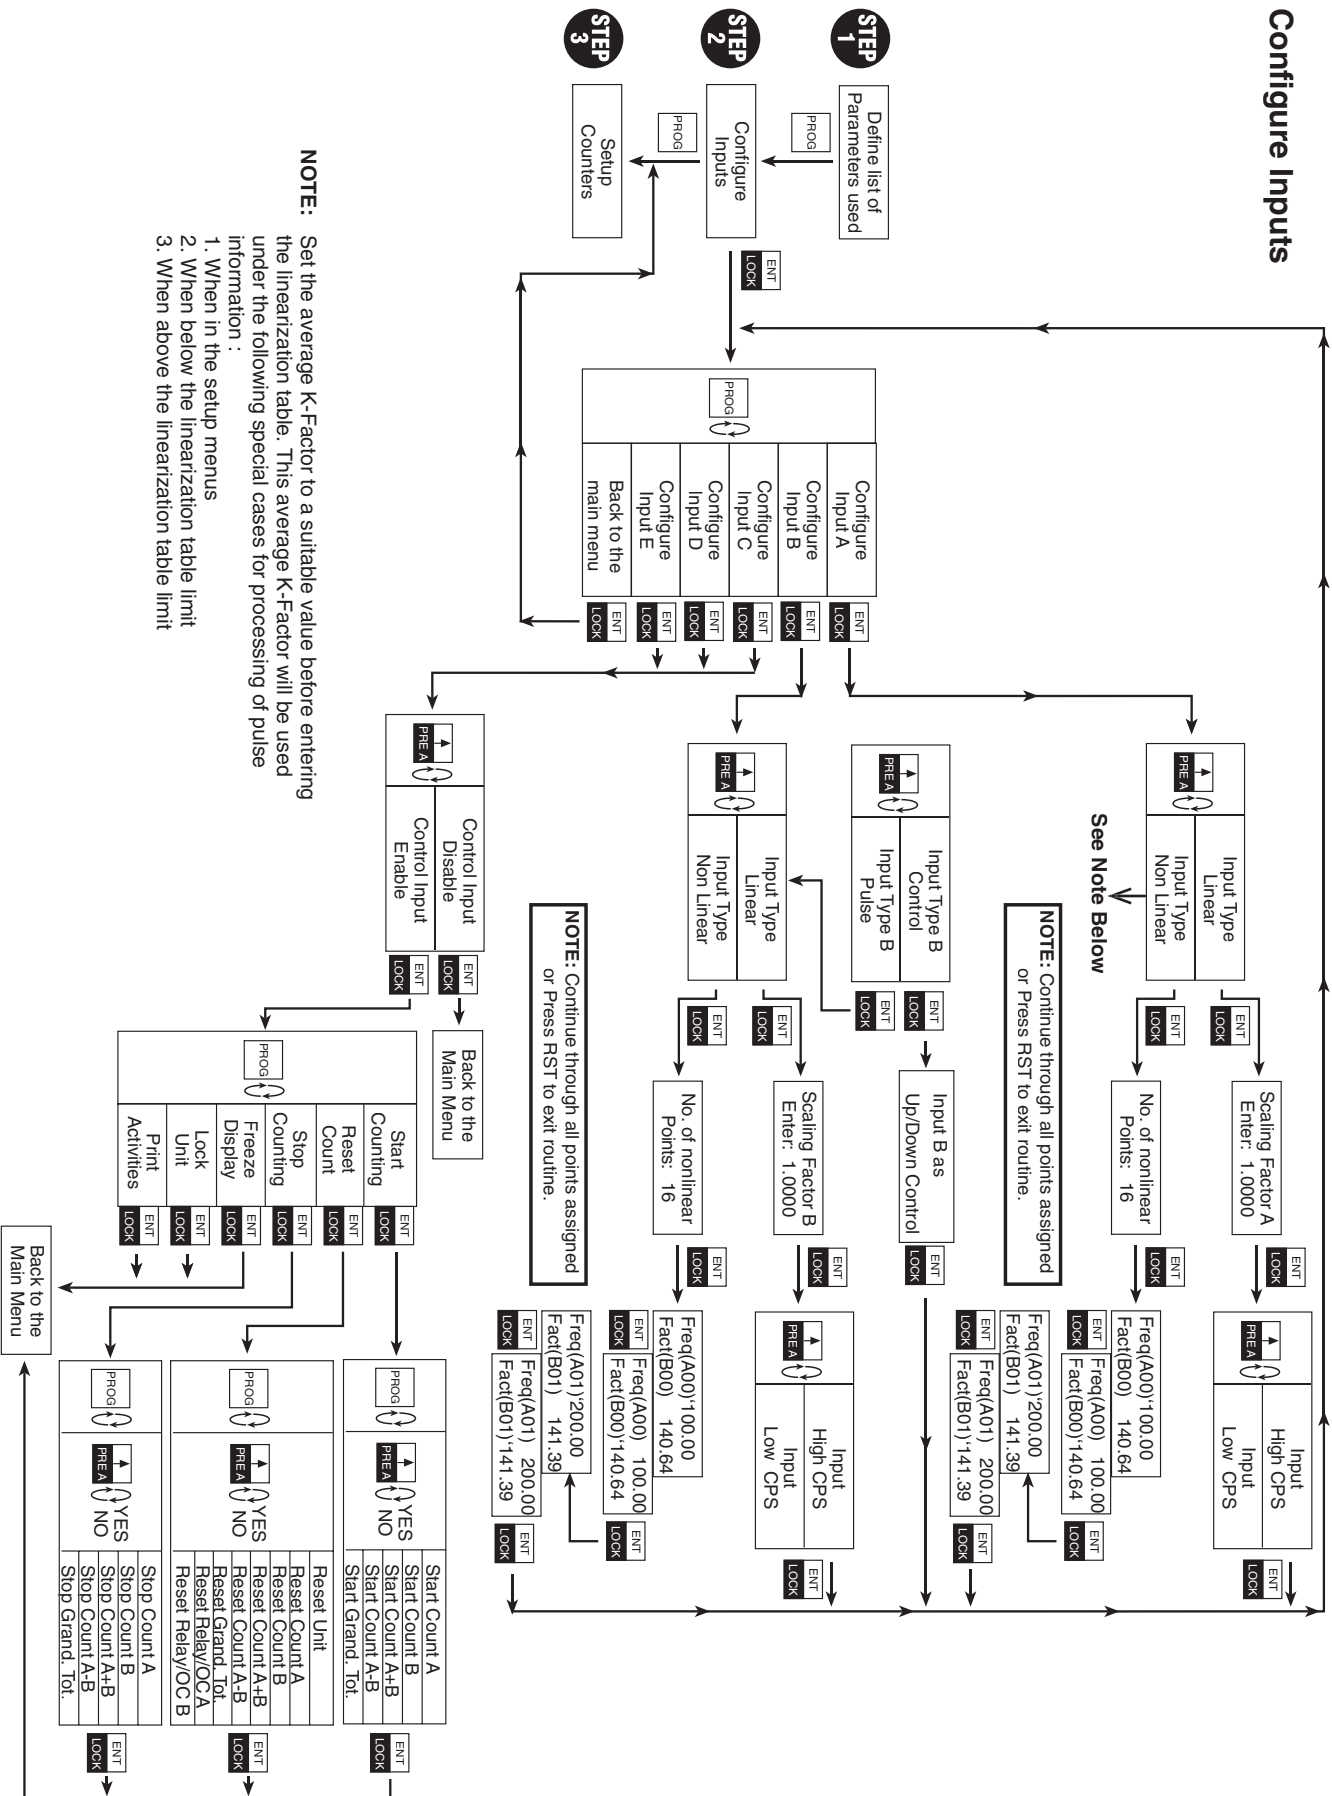 Configure Inputs
STEP
1
Define list of
Parameters used
PROG
STEP
2
Configure
Inputs
PROG
STEP
3
Setup
Counters
ENT
LOCK
PROG
Configure
Input A
Configure
Input B
Configure
Input C
Configure
Input D
Configure
Input E
Back to the
main menu
ENT
LOCK
ENT
LOCK
ENT
LOCK
ENT
LOCK
ENT
LOCK
ENT
LOCK
PRE A
Input Type
Linear
Input Type
Non Linear
See Note Below
ENT
LOCK
ENT
LOCK
Scaling Factor A
Enter: 1.0000
ENT
LOCK
PRE A
Input
High CPS
Input
Low CPS
ENT
LOCK
No. of nonlinear
Points: 16
ENT
LOCK
Freq(A00)'100.00
Fact(B00) 140.64
ENT
LOCK
Freq(A00) 100.00
Fact(B00)'140.64
ENT
LOCK
Freq(A01)'200.00
Fact(B01) 141.39
ENT
LOCK
Freq(A01) 200.00
Fact(B01)'141.39
ENT
LOCK
NOTE: Continue through all points assigned
or Press RST to exit routine.
PRE A
Input Type B
Control
Input Type B
Pulse
ENT
LOCK
ENT
LOCK
Input B as
Up/Down Control
ENT
LOCK
PRE A
Input Type
Linear
Input Type
Non Linear
ENT
LOCK
ENT
LOCK
Scaling Factor B
Enter: 1.0000
ENT
LOCK
PRE A
Input
High CPS
Input
Low CPS
ENT
LOCK
No. of nonlinear
Points: 16
ENT
LOCK
Freq(A00)'100.00
Fact(B00) 140.64
ENT
LOCK
Freq(A00) 100.00
Fact(B00)'140.64
ENT
LOCK
Freq(A01)'200.00
Fact(B01) 141.39
ENT
LOCK
Freq(A01) 200.00
Fact(B01)'141.39
ENT
LOCK
NOTE: Continue through all points assigned
or Press RST to exit routine.
PRE A
Control Input
Disable
Control Input
Enable
ENT
LOCK
ENT
LOCK
Back to the
Main Menu
PROG
Start
Counting
Reset
Count
Stop
Counting
Freeze
Display
Lock
Unit
Print
Activities
ENT
LOCK
ENT
LOCK
ENT
LOCK
ENT
LOCK
ENT
LOCK
ENT
LOCK
PROG
PRE A
YES
NO
Start Count A
Start Count B
Start Count A+B
Start Count A-B
Start Grand. Tot.
ENT
LOCK
PROG
PRE A
YES
NO
Reset Unit
Reset Count A
Reset Count B
Reset Count A+B
Reset Count A-B
Reset Grand. Tot.
Reset Relay/OC A
Reset Relay/OC B
ENT
LOCK
PROG
PRE A
YES
NO
Stop Count A
Stop Count B
Stop Count A+B
Stop Count A-B
Stop Grand. Tot.
ENT
LOCK
Back to the
Main Menu
NOTE: Set the average K-Factor to a suitable value before entering
the linearization table. This average K-Factor will be used
under the following special cases for processing of pulse
information :
1. When in the setup menus
2. When below the linearization table limit
3. When above the linearization table limit